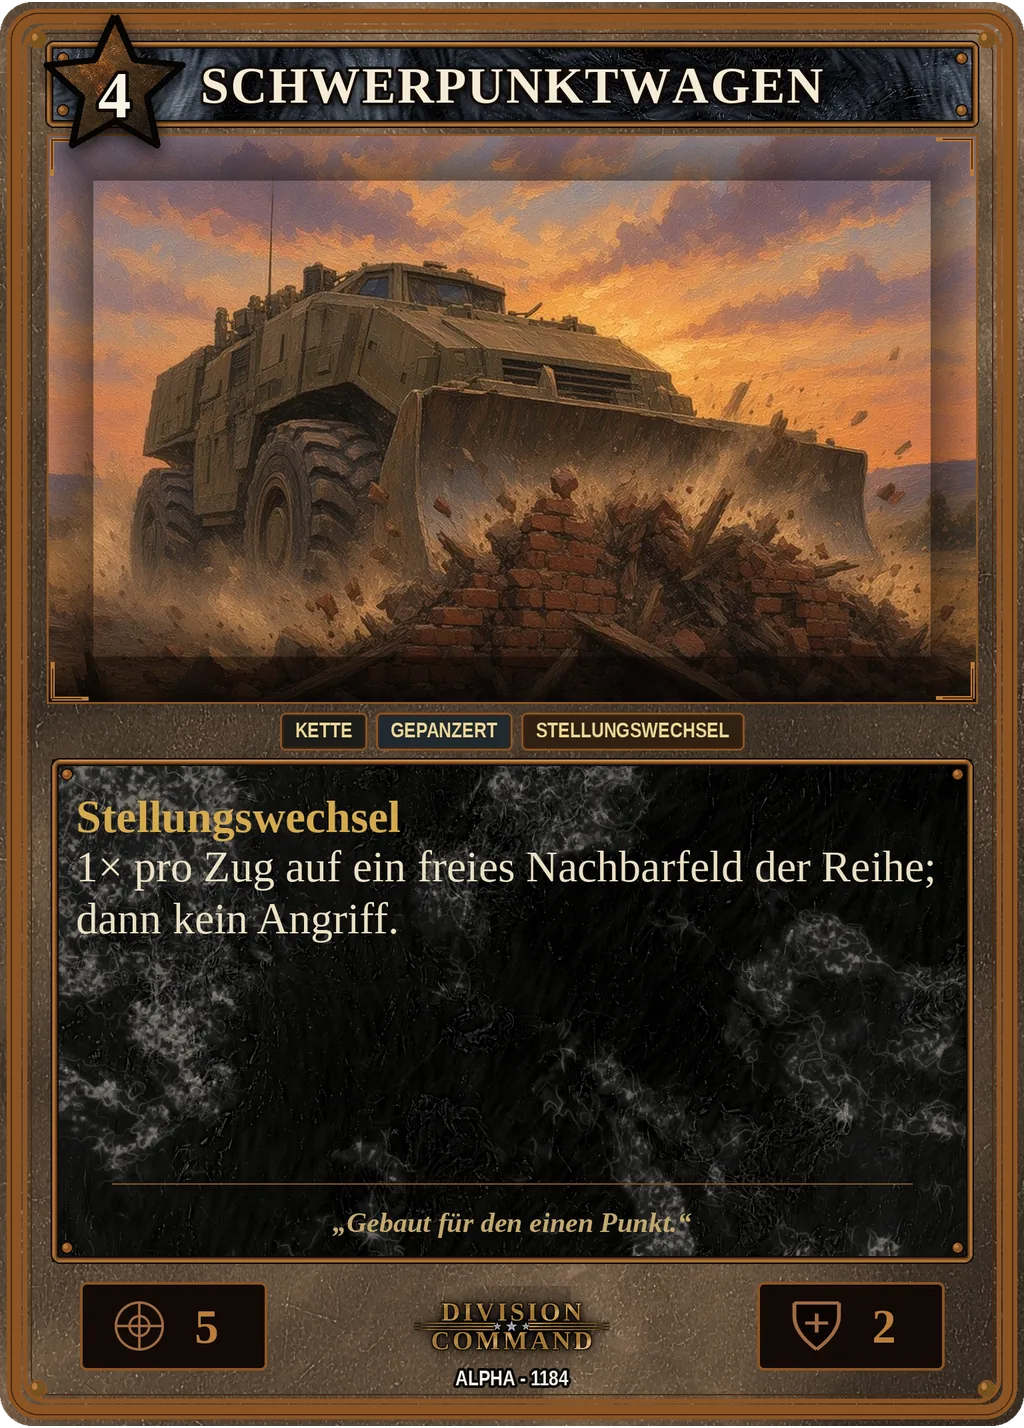 4
SCHWERPUNKTWAGEN
KETTE
GEPANZERT
STELLUNGSWECHSEL
Stellungswechsel
1× pro Zug auf ein freies Nachbarfeld der Reihe;
dann kein Angriff.
„Gebaut für den einen Punkt.“
5
DIVISION
COMMAND
2
ALPHA - 1184